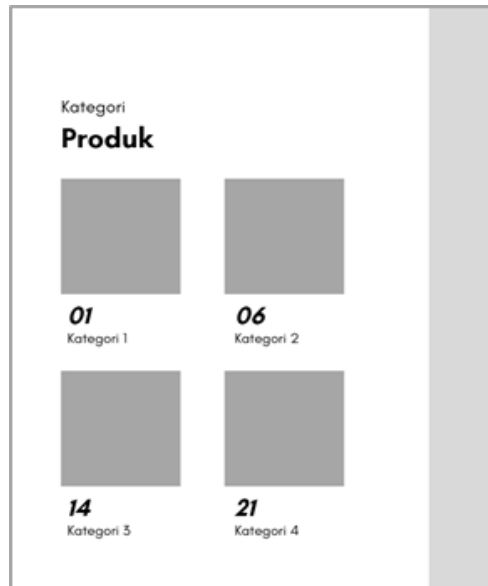 Kategori
Produk
01
Kategori 1
06
Kategori 2
14
Kategori 3
21
Kategori 4